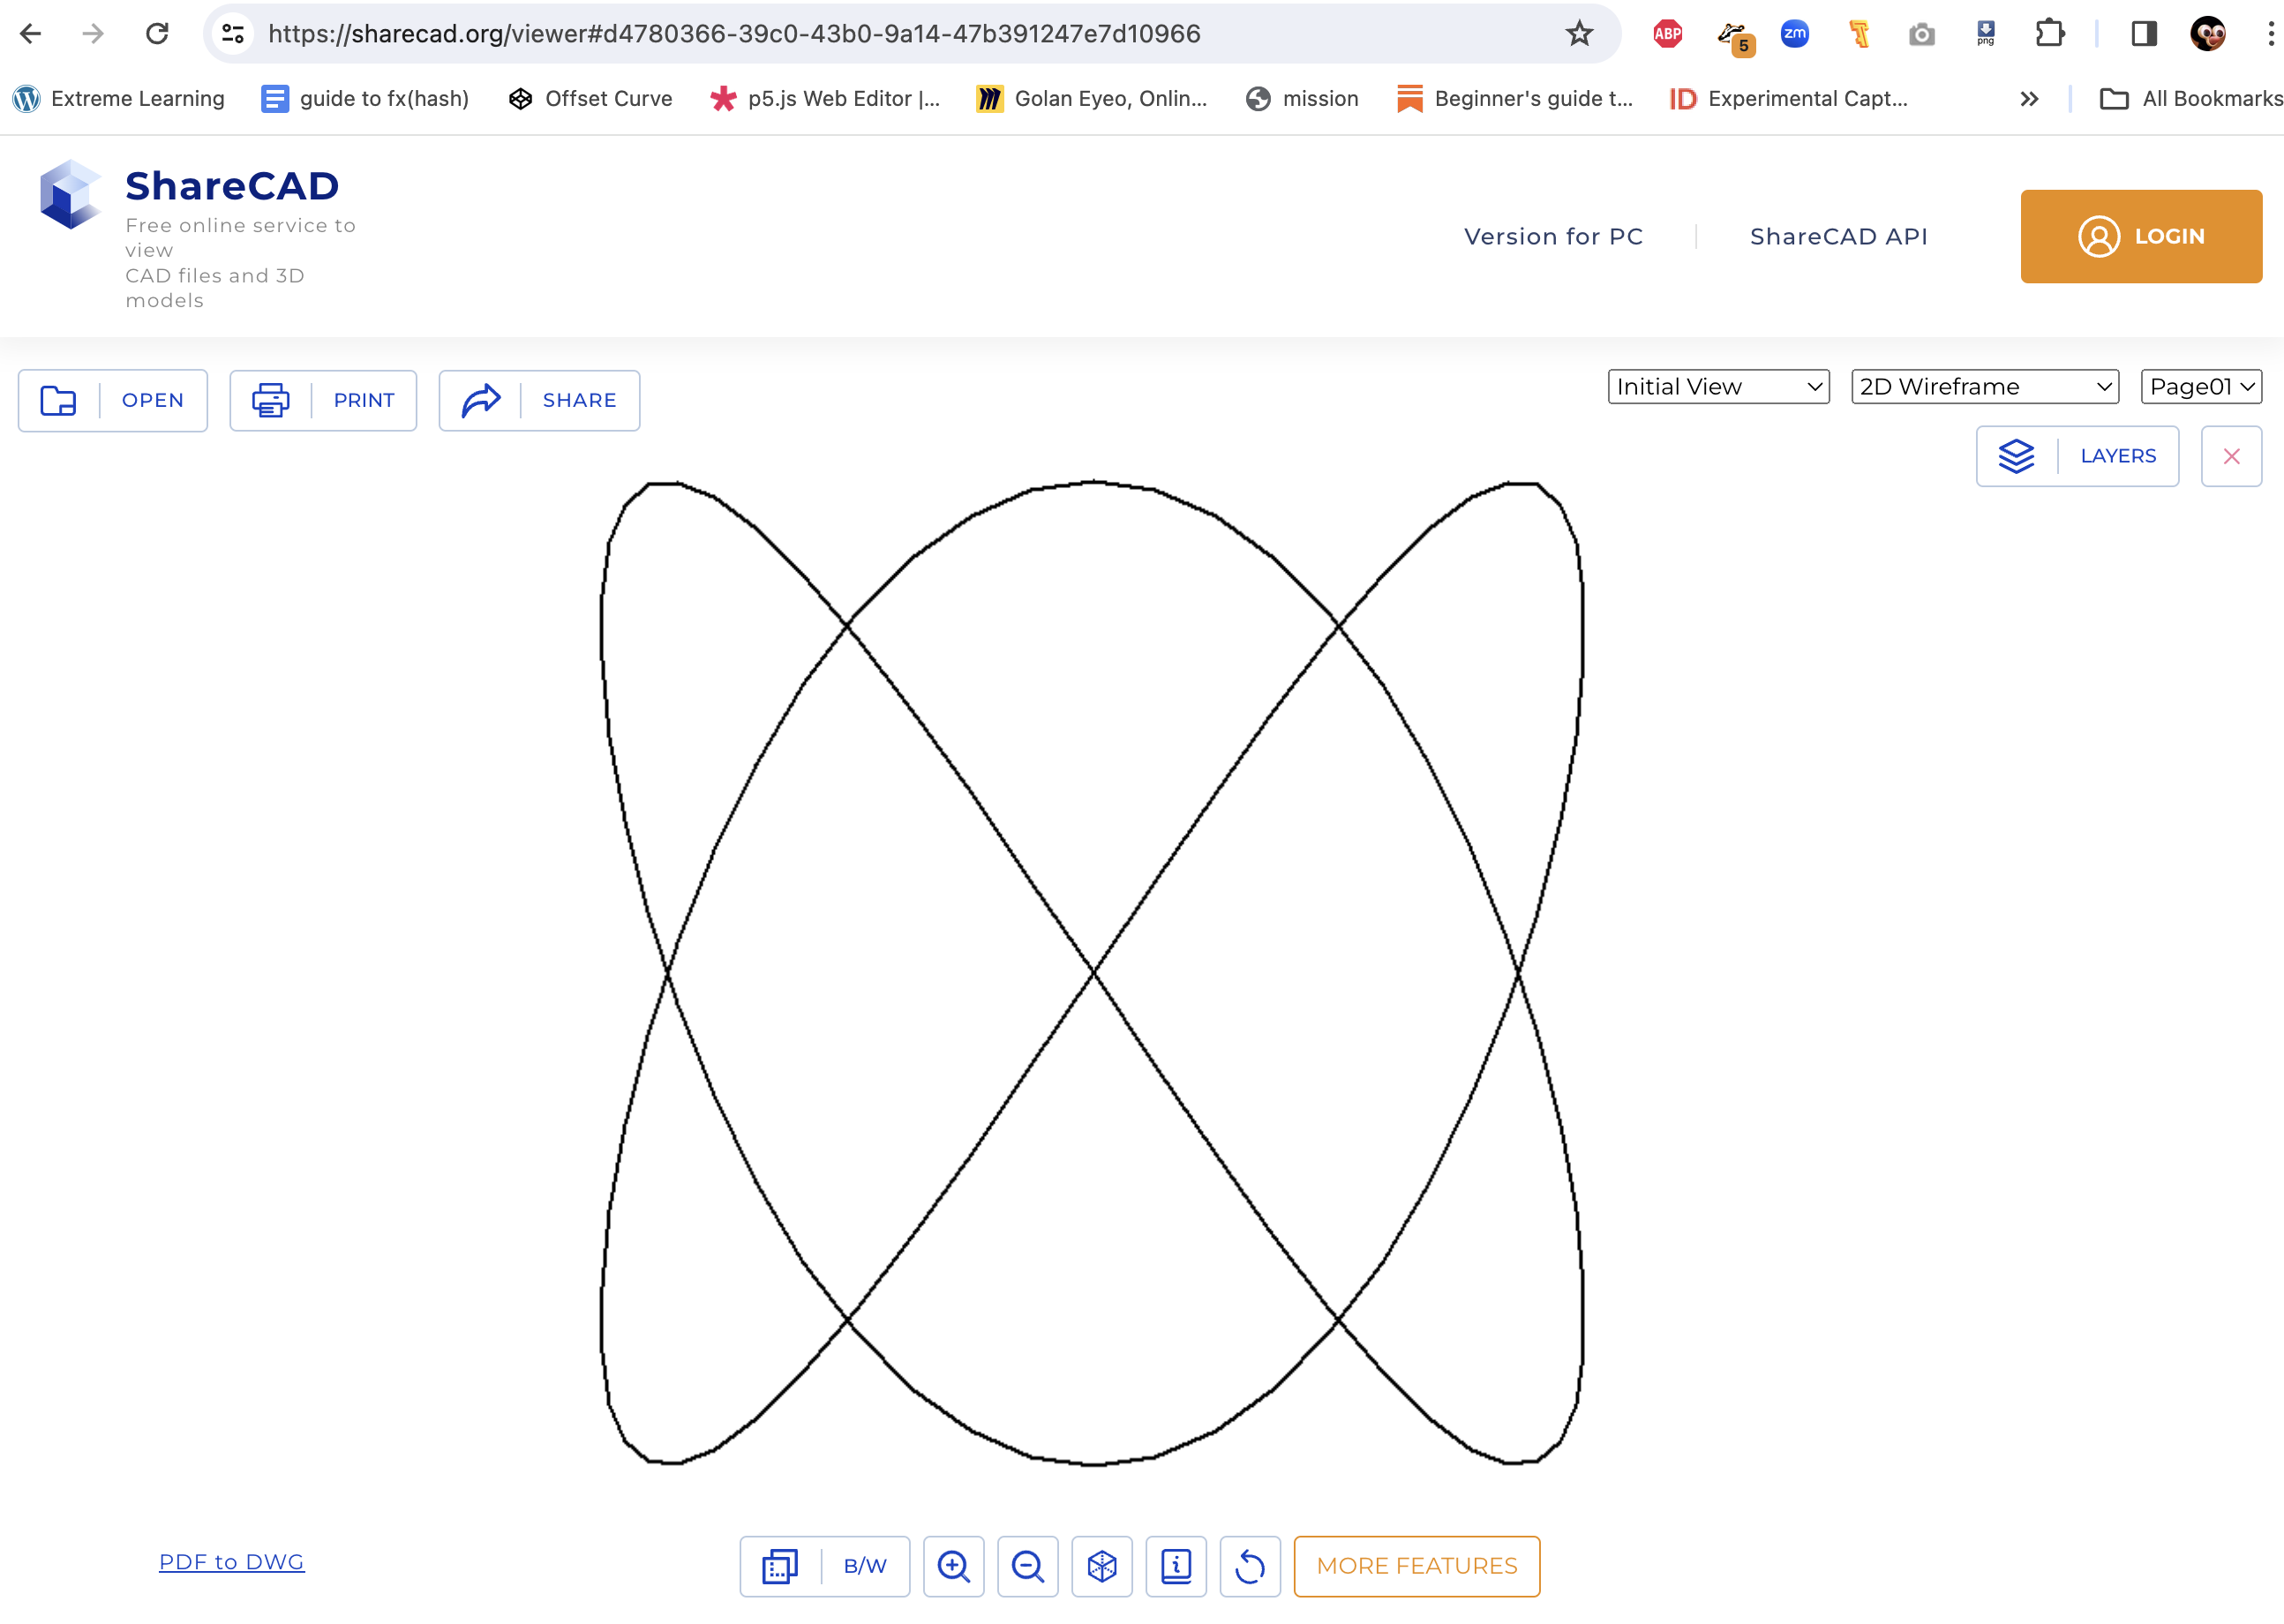 https://sharecad.org/viewer#d4780366-39c0-43b0-9a14-47b391247e7d10966
ABP
5
zm
png
Extreme Learning
guide to fx(hash)
Offset Curve
p5.js Web Editor |...
Golan Eyeo, Onlin...
mission
Beginner's guide t...
ID
Experimental Capt...
All Bookmarks
ShareCAD
Free online service to
view
CAD files and 3D
models
Version for PC
ShareCAD API
LOGIN
OPEN
PRINT
SHARE
Initial View
2D Wireframe
Page01
LAYERS
PDF to DWG
B/W
MORE FEATURES